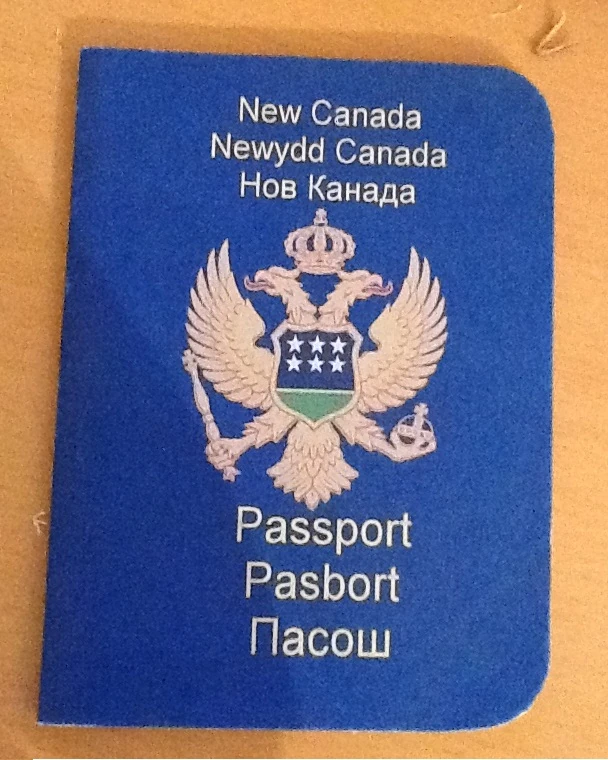 New Canada
Newydd Canada
Нов Канада
Passport
Pasbort
Пасош